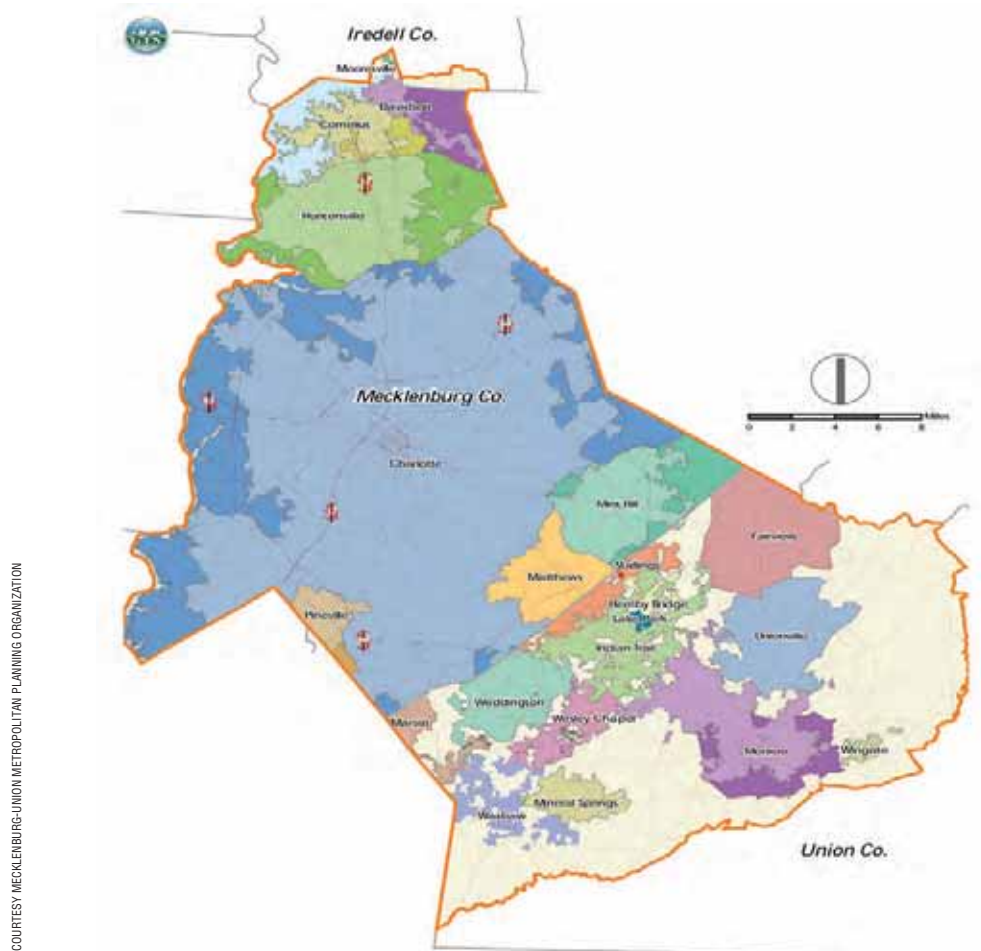 Iredell Co.
Mooresville
Davidson
Cornelius
Huntersville
Mecklenburg Co.
Charlotte
Miles
0 2 4 6 8
Mint Hill
Fairview
Stallings
Matthews
Hemby Bridge
Lake Park
Pineville
Unionville
Indian Trail
Weddington
Wesley Chapel
Marvin
Monroe
Wingate
Mineral Springs
Waxhaw
Union Co.
COURTESY MECKLENBURG-UNION METROPOLITAN PLANNING ORGANIZATION